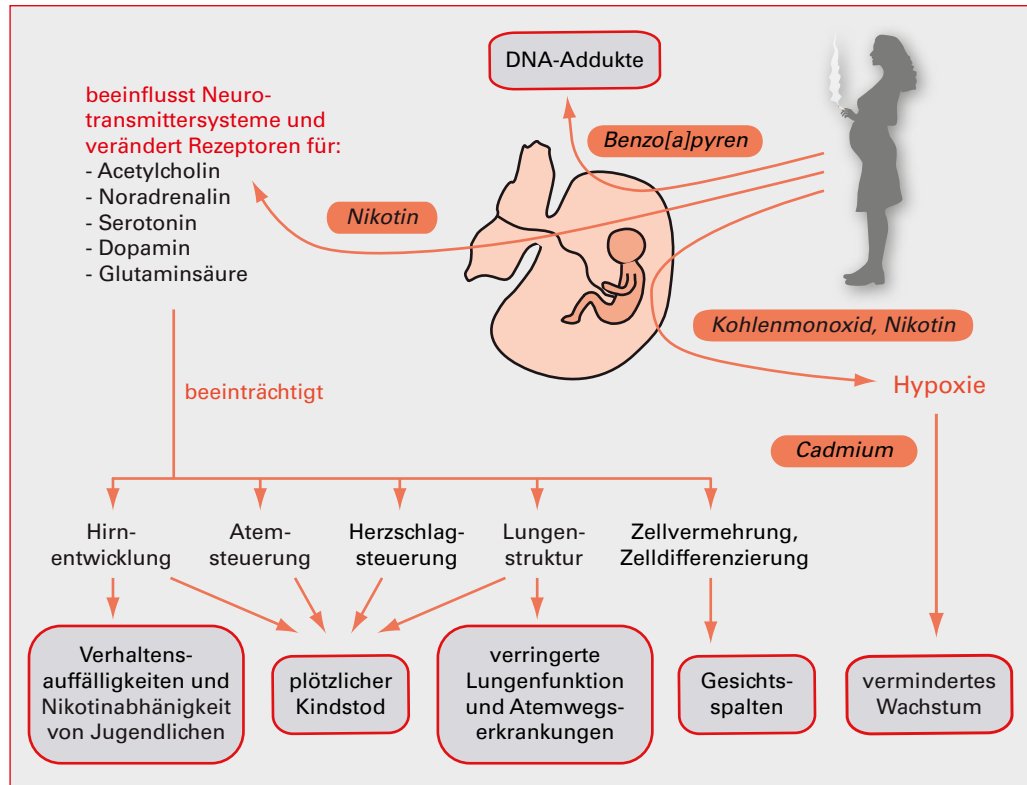 DNA-Addukte
beeinflusst Neuro-
transmittersysteme und
verändert Rezeptoren für:
- Acetylcholin
- Noradrenalin
- Serotonin
- Dopamin
- Glutaminsäure
Benzo[a]pyren
Nikotin
Kohlenmonoxid, Nikotin
Hypoxie
beeinträchtigt
Cadmium
Hirn-
entwicklung
Atem-
steuerung
Herzschlag-
steuerung
Lungen-
struktur
Zellvermehrung,
Zelldifferenzierung
Verhaltens-
auffälligkeiten und
Nikotinabhänigkeit
von Jugendlichen
plötzlicher
Kindstod
verringerte
Lungenfunktion
und Atemwegs-
erkrankungen
Gesichts-
spalten
vermindertes
Wachstum